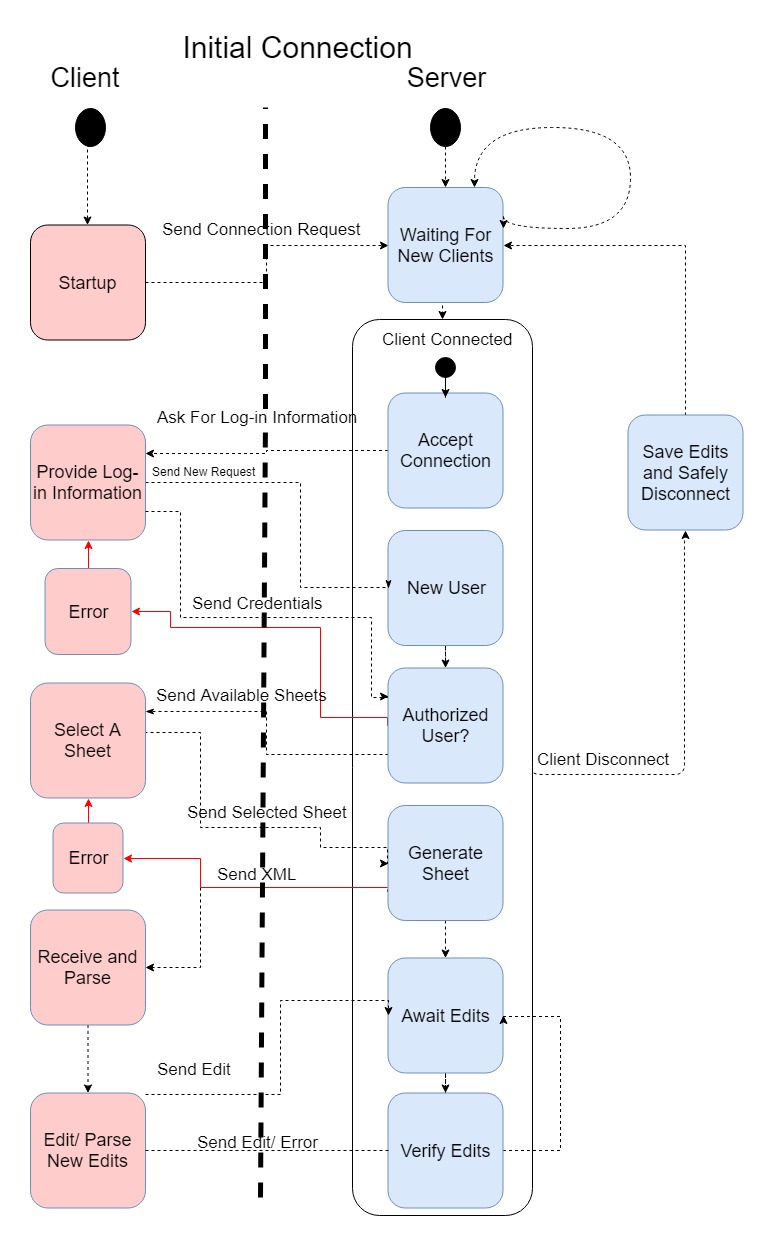 Initial Connection
Client
Server
Send Connection Request
Waiting For
New Clients
Startup
Client Connected
Ask For Log-in Information
Accept
Connection
Provide Log-
in Information
Send New Request
Save Edits
and Safely
Disconnect
New User
Error
Send Credentials
Send Available Sheets
Select A
Sheet
Authorized
User?
Client Disconnect
Send Selected Sheet
Generate
Sheet
Error
Send XML
Receive and
Parse
Await Edits
Send Edit
Edit/ Parse
New Edits
Send Edit/ Error
Verify Edits